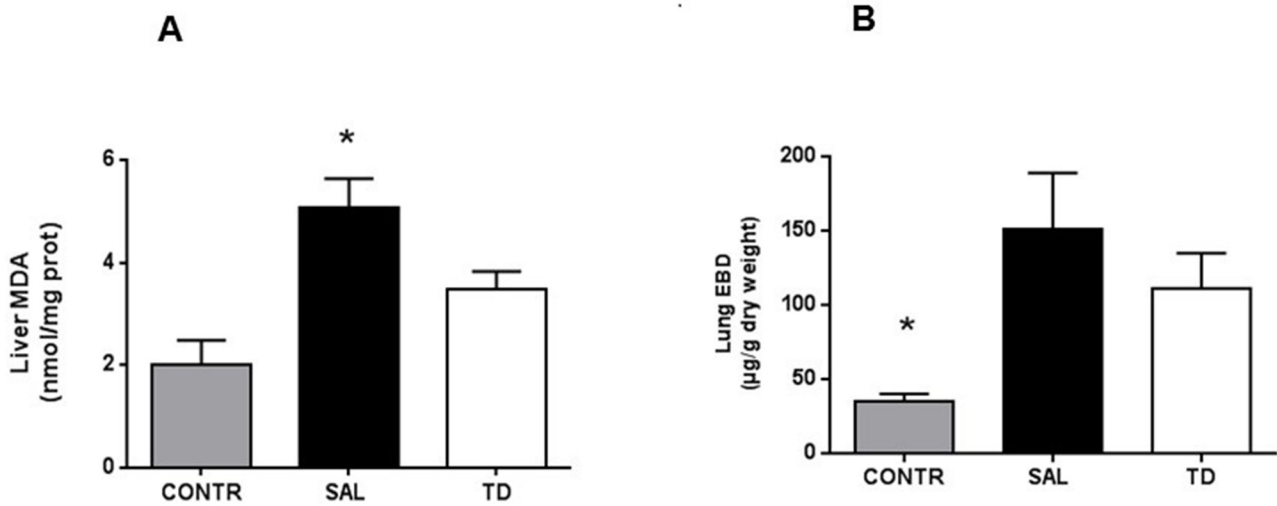 A
Liver MDA
(nmol/mg prot)
6
4
2
0
*
CONTR
SAL
TD
B
Lung EBD
(µg/g dry weight)
200
150
100
50
0
*
CONTR
SAL
TD